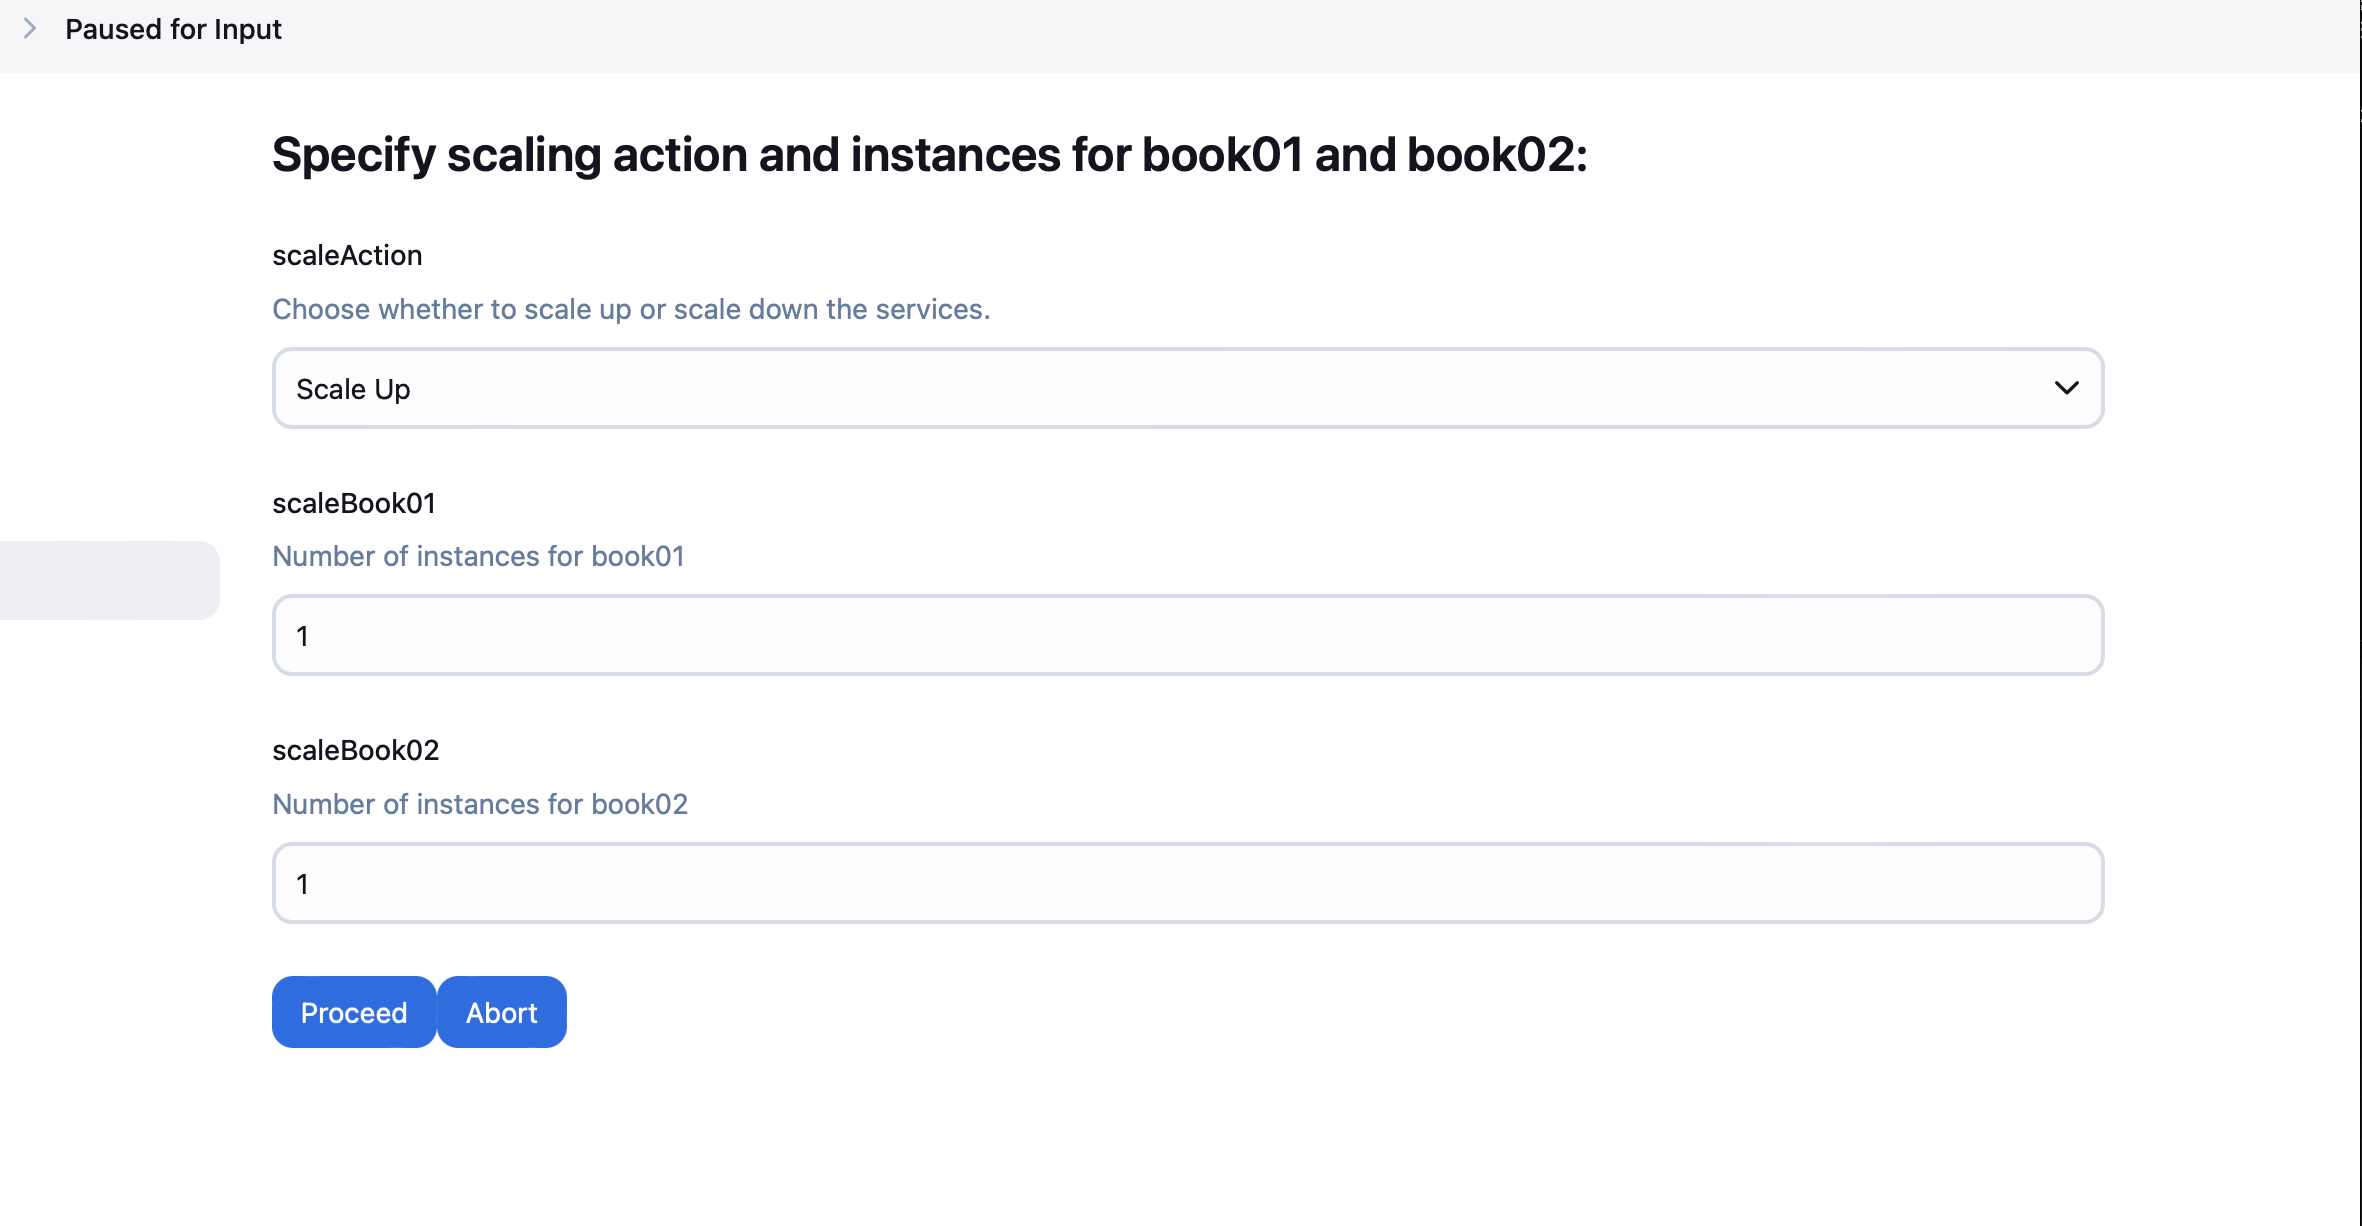 Paused for Input
Specify scaling action and instances for book01 and book02:
scaleAction
Choose whether to scale up or scale down the services.
Scale Up
scaleBook01
Number of instances for book01
1
scaleBook02
Number of instances for book02
1
Proceed Abort